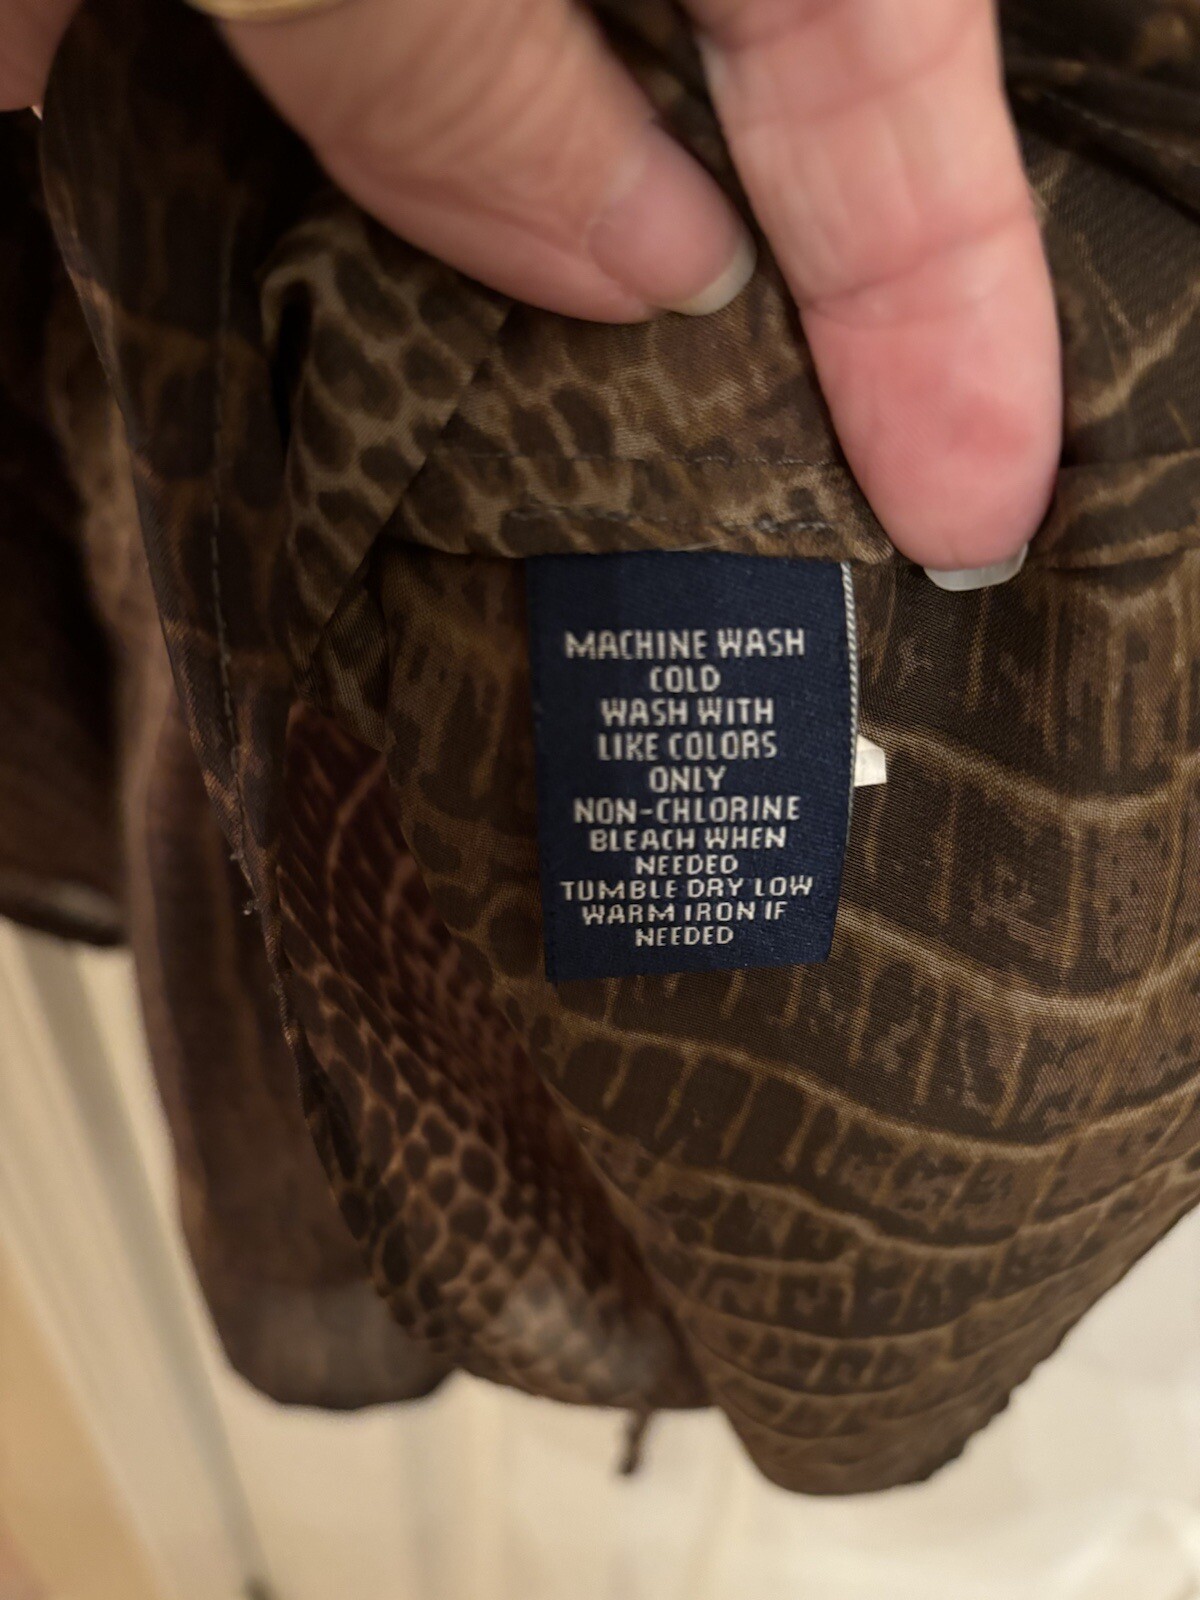 MACHINE WASH
COLD
WASH WITH
LIKE COLORS
ONLY
NON-CHLORINE
BLEACH WHEN
NEEDED
TUMBLE DRY LOW
WARM IRON IF
NEEDED